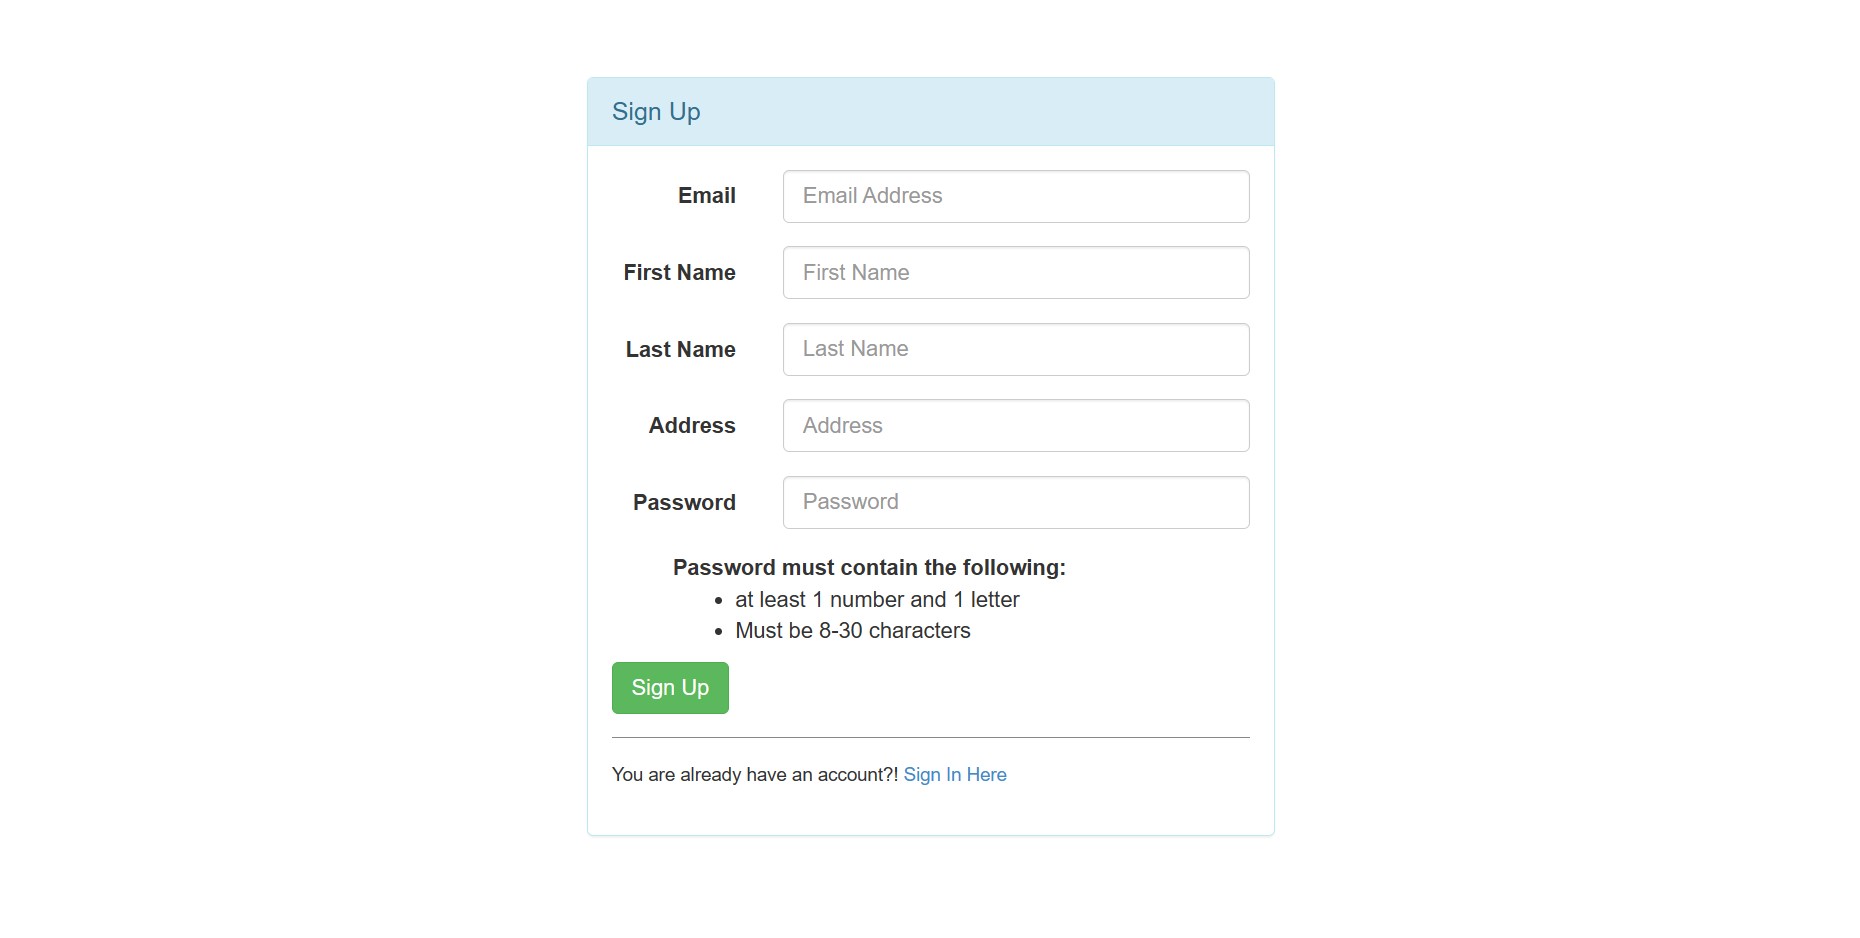 Sign Up
Email
Email Address
First Name
First Name
Last Name
Last Name
Address
Address
Password
Password
Password must contain the following:
• at least 1 number and 1 letter
• Must be 8-30 characters
Sign Up
You are already have an account?! Sign In Here